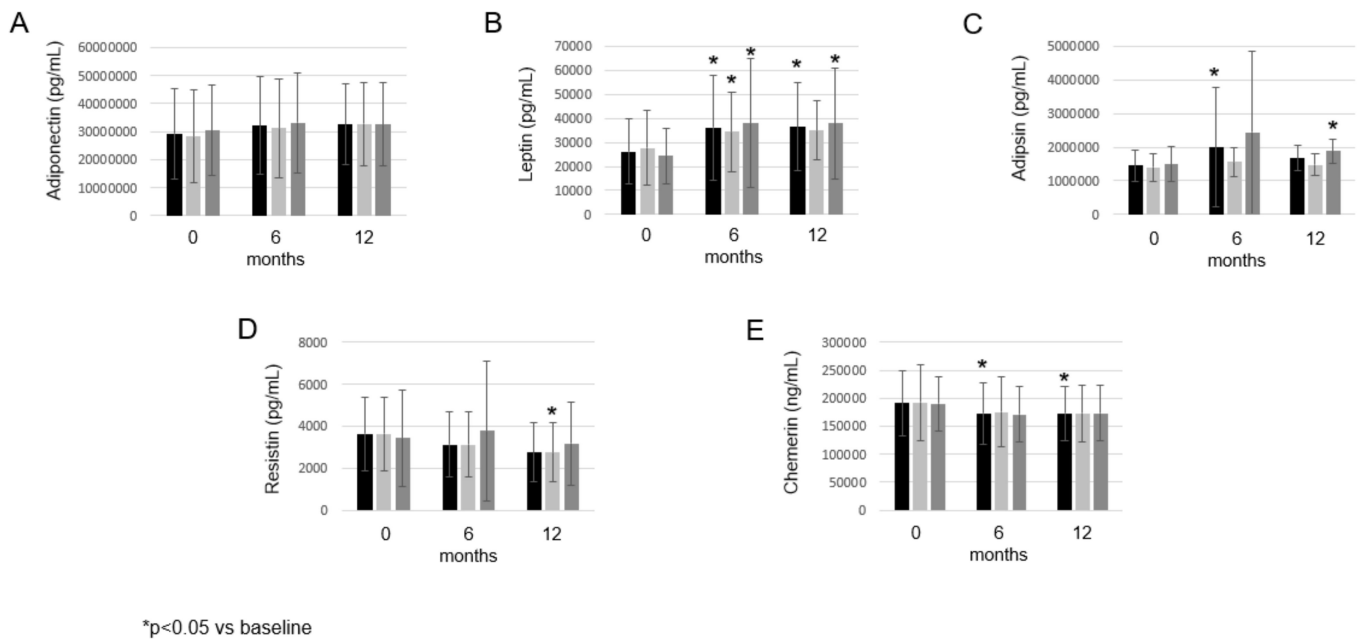 A
Adiponectin (pg/mL)
60000000
50000000
40000000
30000000
20000000
10000000
0
0 6 12
months
B
Leptin (pg/mL)
70000
60000
50000
40000
30000
20000
10000
0
* * * * *
0 6 12
months
C
Adipsin (pg/mL)
5000000
4000000
3000000
2000000
1000000
0
* *
0 6 12
months
D
Resistin (pg/mL)
8000
6000
4000
2000
0
*
0 6 12
months
E
Chemerin (ng/mL)
300000
250000
200000
150000
100000
50000
0
* *
0 6 12
months
*p<0.05 vs baseline